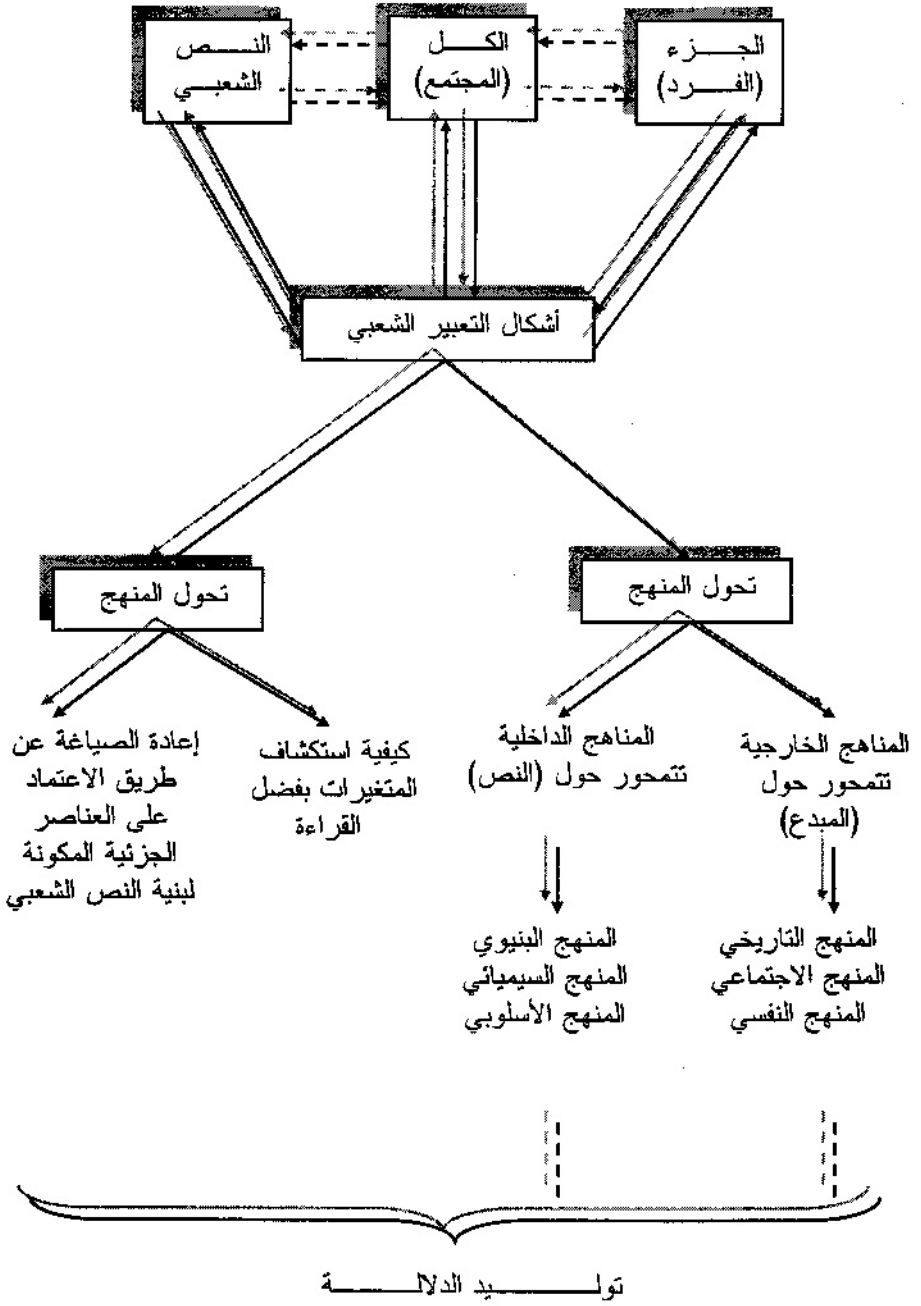 الجزء
(الفرد)
الكل
(المجتمع)
النص
الشعبي
أشكال التعبير الشعبي
تحول المنهج
تحول المنهج
المناهج الخارجية
تتمحور حول
(المبدع)
المناهج الداخلية
تتمحور حول (النص)
كيفية استكشاف
المتغيرات بفضل
القراءة
إعادة الصياغة عن
طريق الاعتماد
على العناصر
الجزئية المكونة
لبنية النص الشعبي
المنهج التاريخي
المنهج الاجتماعي
المنهج النفسي
المنهج البنيوي
المنهج السيميائي
المنهج الأسلوبي
توليد الدلالة